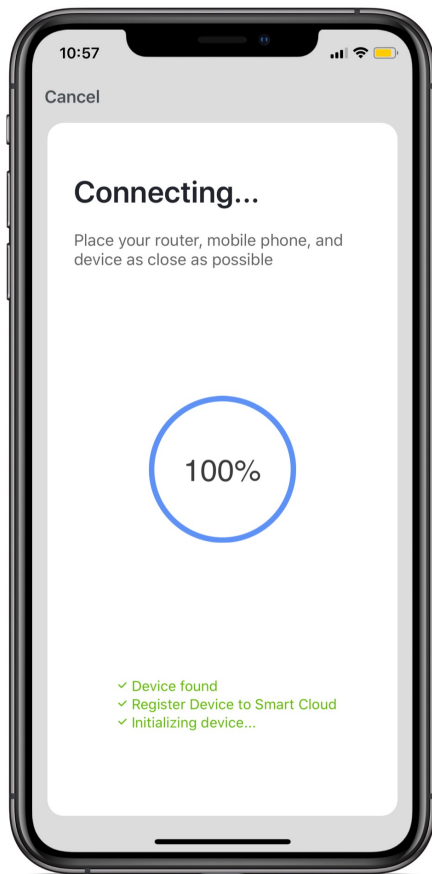 10:57
Cancel
Connecting...
Place your router, mobile phone, and
device as close as possible
100%
✓ Device found
✓ Register Device to Smart Cloud
✓ Initializing device...